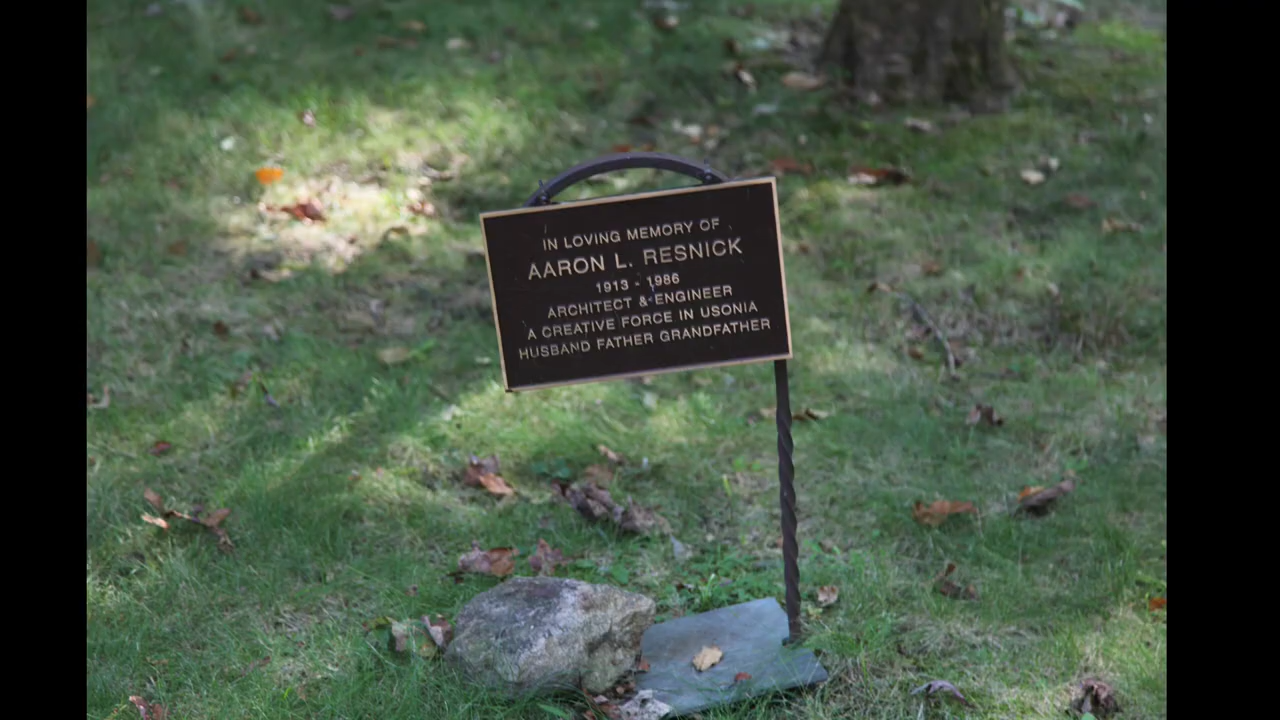 IN LOVING MEMORY OF
AARON L. RESNICK
1913 - 1986
ARCHITECT & ENGINEER
A CREATIVE FORCE IN USONIA
HUSBAND FATHER GRANDFATHER